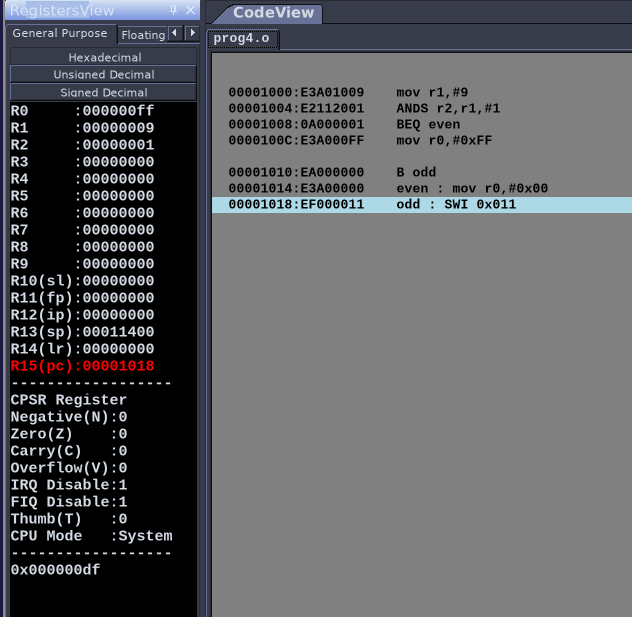 RegistersView
General Purpose Floating
Hexadecimal
Unsigned Decimal
Signed Decimal
R0 :000000ff
R1 :00000009
R2 :00000001
R3 :00000000
R4 :00000000
R5 :00000000
R6 :00000000
R7 :00000000
R8 :00000000
R9 :00000000
R10(sl):00000000
R11(fp):00000000
R12(ip):00000000
R13(sp):00011400
R14(lr):00000000
R15(pc):00001018
------------------
CPSR Register
Negative(N):0
Zero(Z) :0
Carry(C) :0
Overflow(V):0
IRQ Disable:1
FIQ Disable:1
Thumb(T) :0
CPU Mode :System
------------------
0x000000df
CodeView
prog4.o
00001000:E3A01009 mov r1,#9
00001004:E2112001 ANDS r2,r1,#1
00001008:0A000001 BEQ even
0000100C:E3A000FF mov r0,#0xFF
00001010:EA000000 B odd
00001014:E3A00000 even : mov r0,#0x00
00001018:EF000011 odd : SWI 0x011